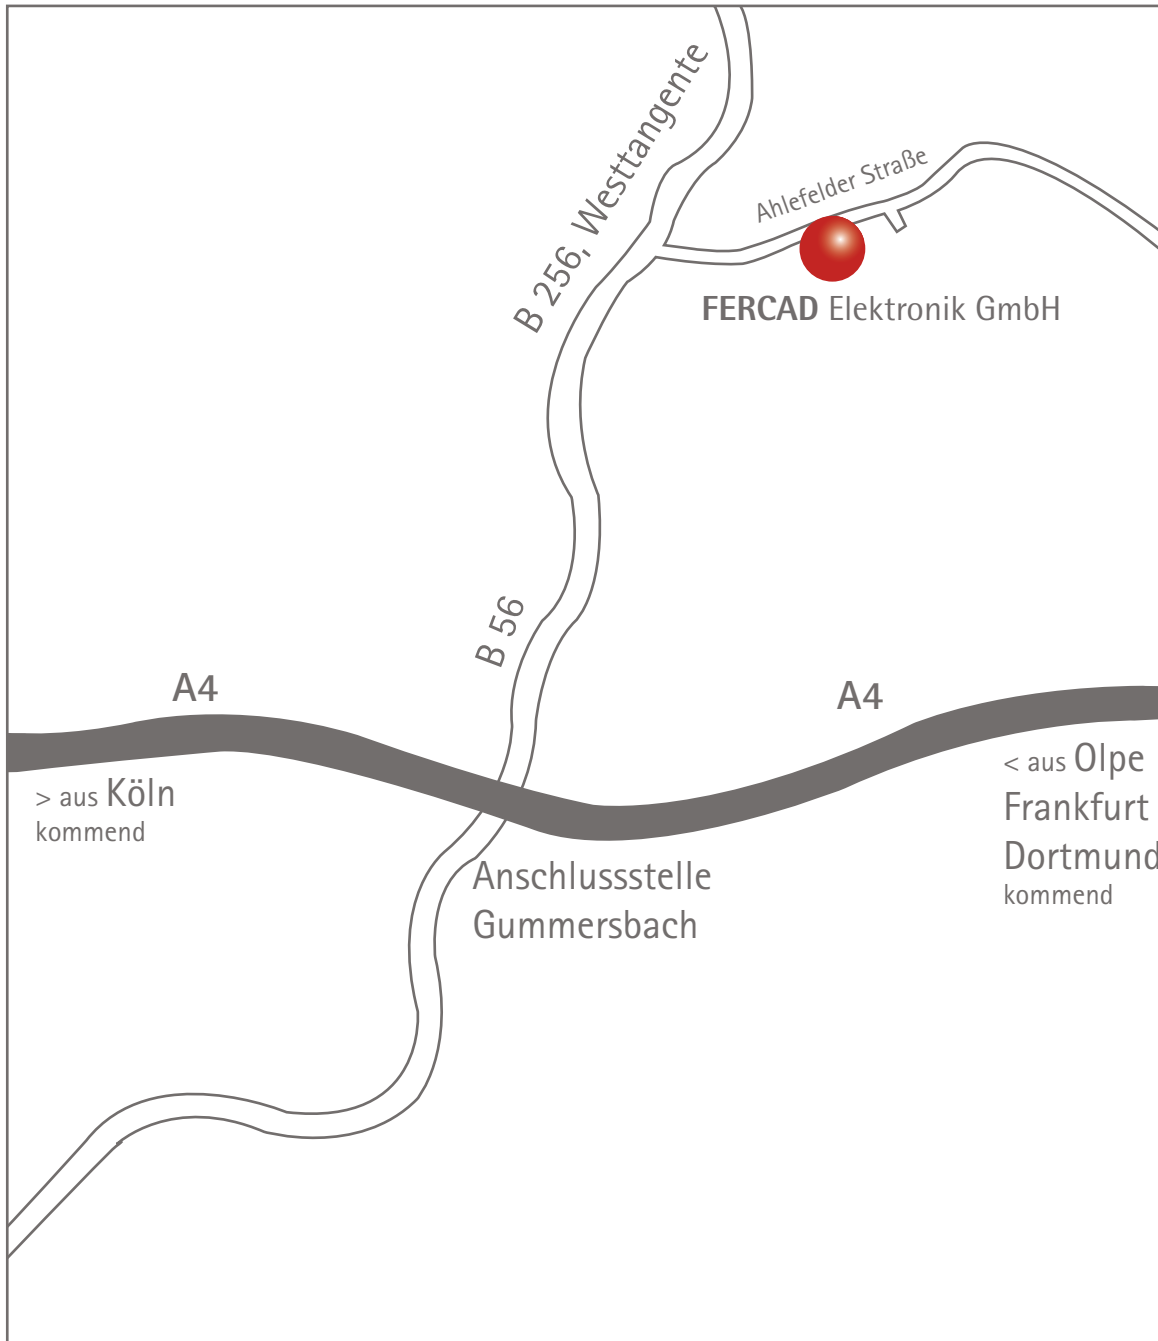 B 256, Westtangente
Ahlefelder Straße
FERCAD Elektronik GmbH
B 56
A4
A4
> aus Köln
kommend
< aus Olpe
Frankfurt
Dortmund
kommend
Anschlussstelle
Gummersbach